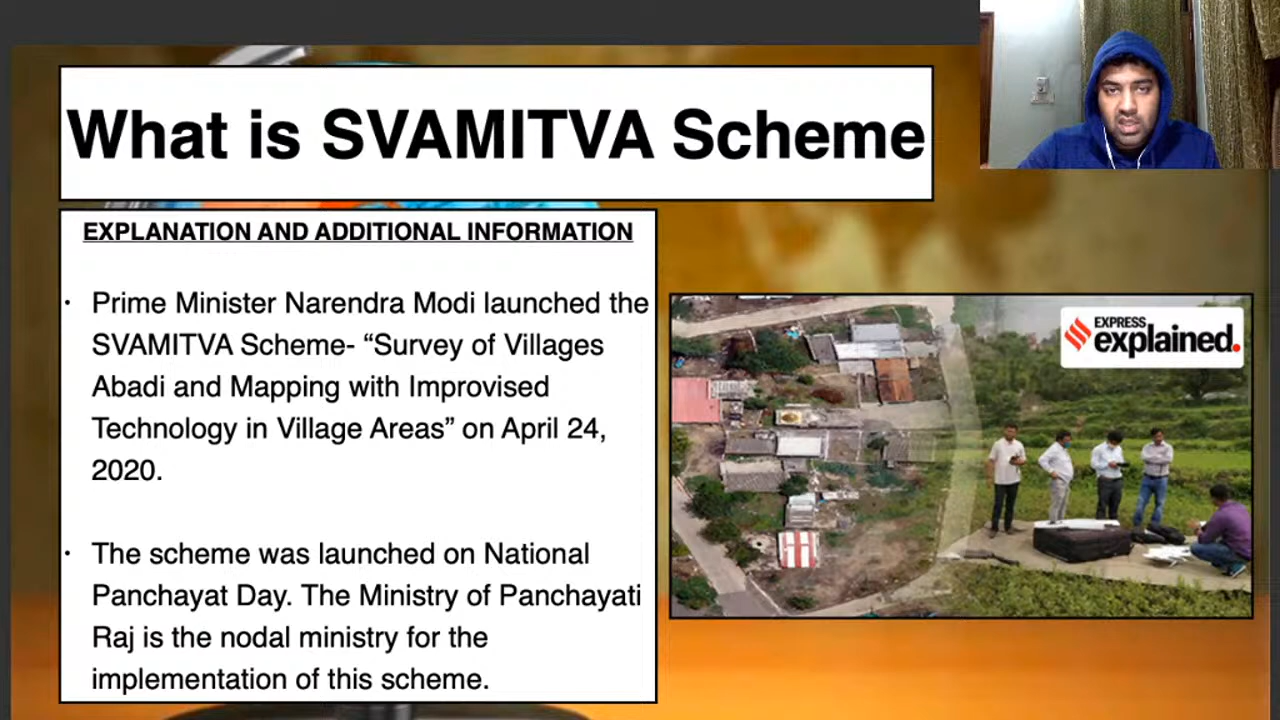 What is SVAMITVA Scheme
EXPLANATION AND ADDITIONAL INFORMATION
· Prime Minister Narendra Modi launched the
SVAMITVA Scheme- “Survey of Villages
Abadi and Mapping with Improvised
Technology in Village Areas” on April 24,
2020.
· The scheme was launched on National
Panchayat Day. The Ministry of Panchayati
Raj is the nodal ministry for the
implementation of this scheme.
EXPRESS
explained.